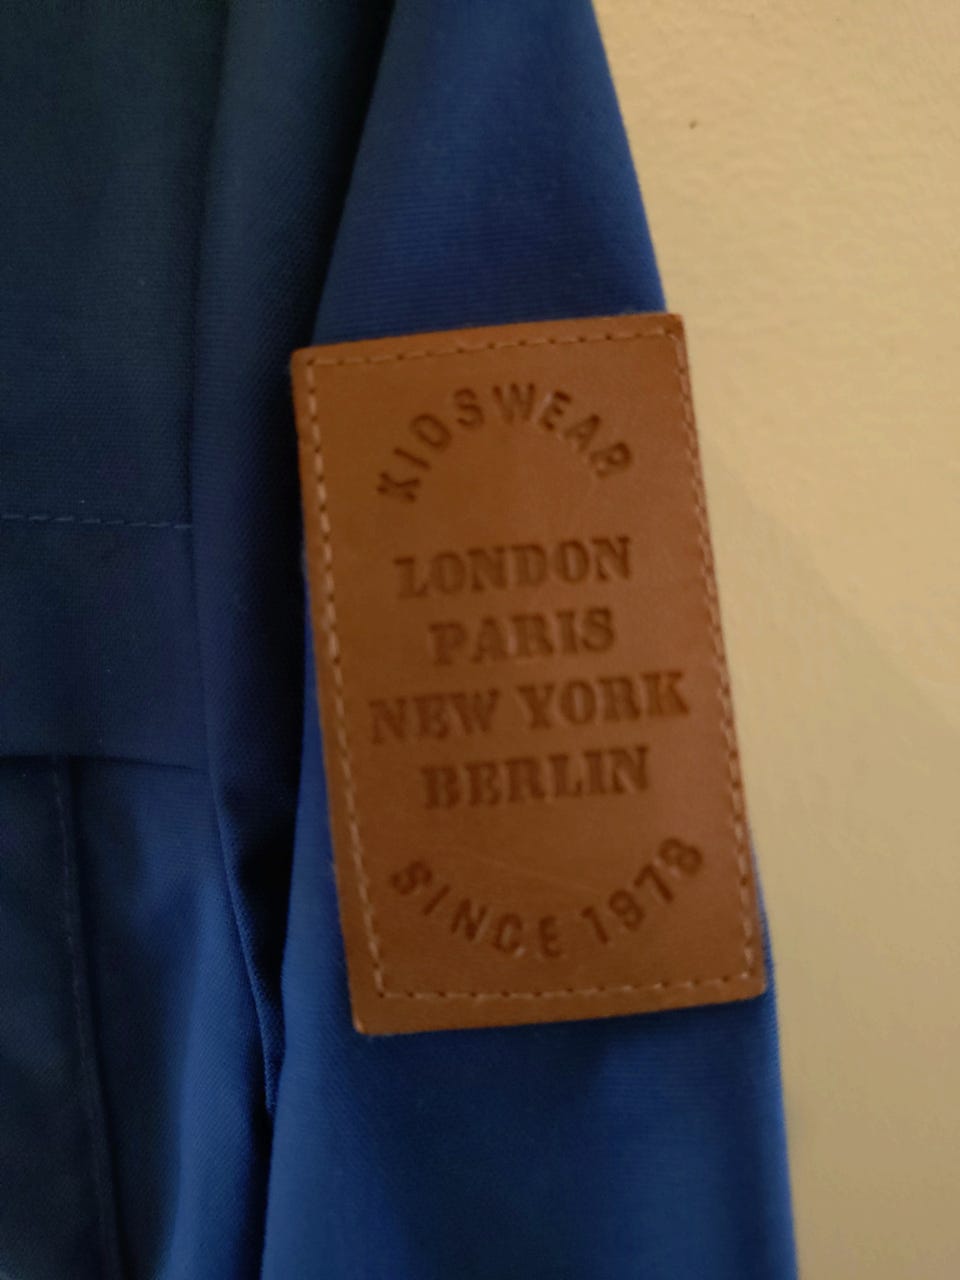 KIDSWEAR
LONDON
PARIS
NEW YORK
BERLIN
SINCE 1978